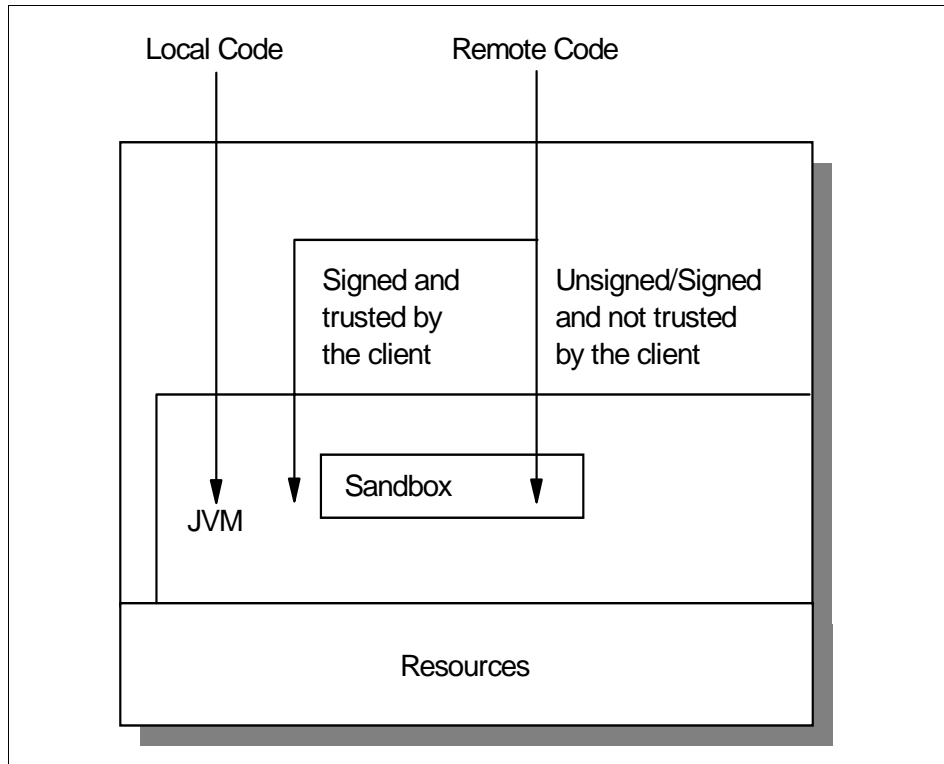 Local Code
Remote Code
Signed and
trusted by
the client
Unsigned/Signed
and not trusted
by the client
Sandbox
JVM
Resources